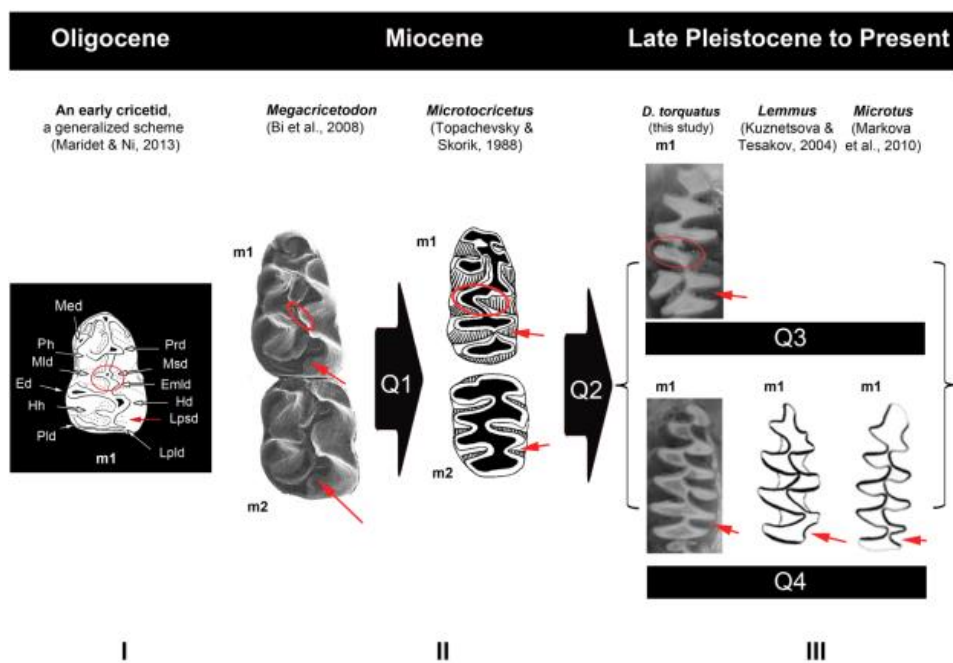 Oligocene
Miocene
Late Pleistocene to Present
An early cricetid,
a generalized scheme
(Maridet & Ni, 2013)
Megacricetodon
(Bi et al., 2008)
Microtocricetus
(Topachevsky &
Skorik, 1988)
D. torquatus
(this study)
m1
Lemmus
(Kuznetsova &
Tesakov, 2004)
Microtus
(Markova
et al., 2010)
Med
Ph
Mld
Ed
Hh
Pld
Prd
Msd
Emld
Hd
Lpsd
Lpld
m1
m1
m2
Q1
m1
m2
Q2
Q3
m1
m1
m1
Q4
I
II
III